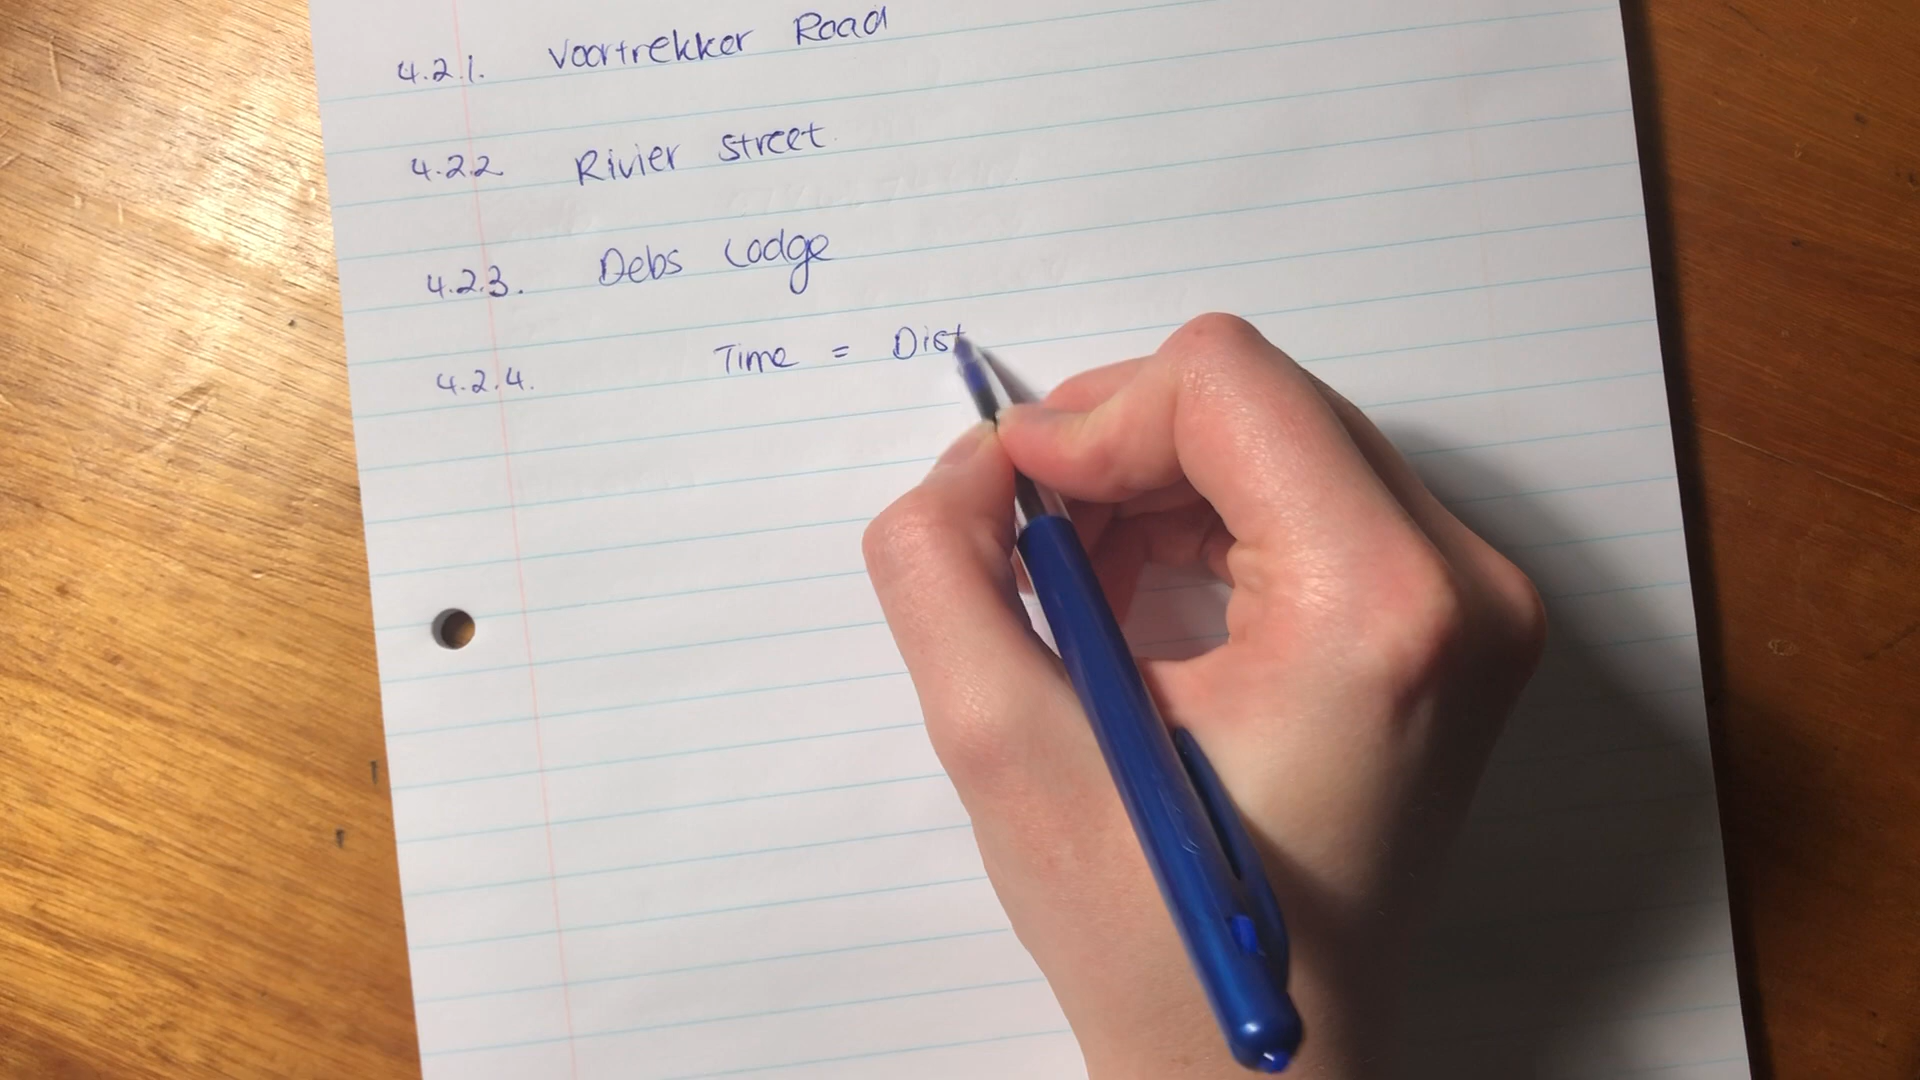 4.2.1. Voortrekker Road
4.2.2 Rivier Street.
4.2.3. Debs Lodge
4.2.4. Time = Dist